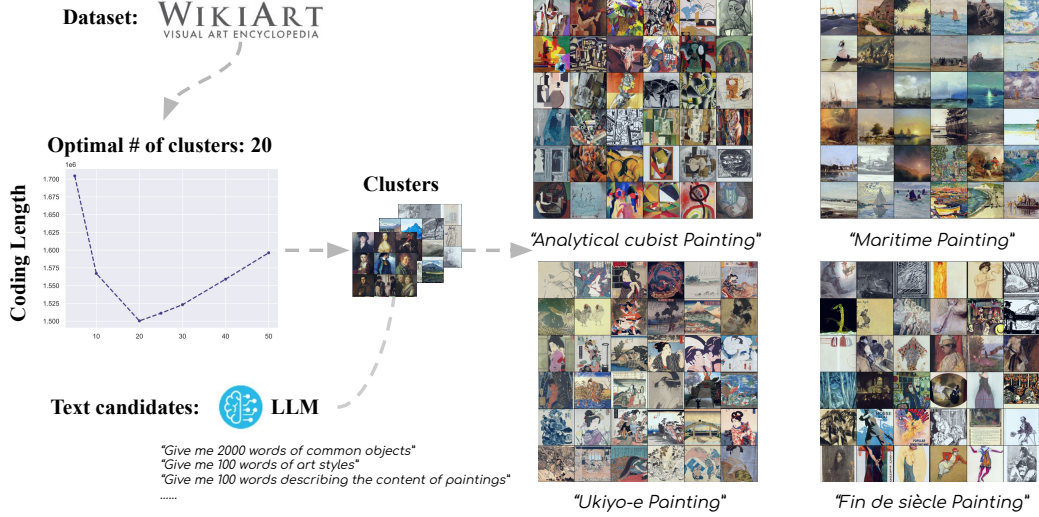 Dataset: WIKIART
VISUAL ART ENCYCLOPEDIA
Optimal # of clusters: 20
1e6
1.700
1.675
1.650
1.625
1.600
1.575
1.550
1.525
1.500
10 20 30 40 50
Coding Length
Clusters
Text candidates: LLM
“Give me 2000 words of common objects”
“Give me 100 words of art styles”
“Give me 100 words describing the content of paintings”
......
“Analytical cubist Painting”
“Maritime Painting”
“Ukiyo-e Painting”
“Fin de siècle Painting”